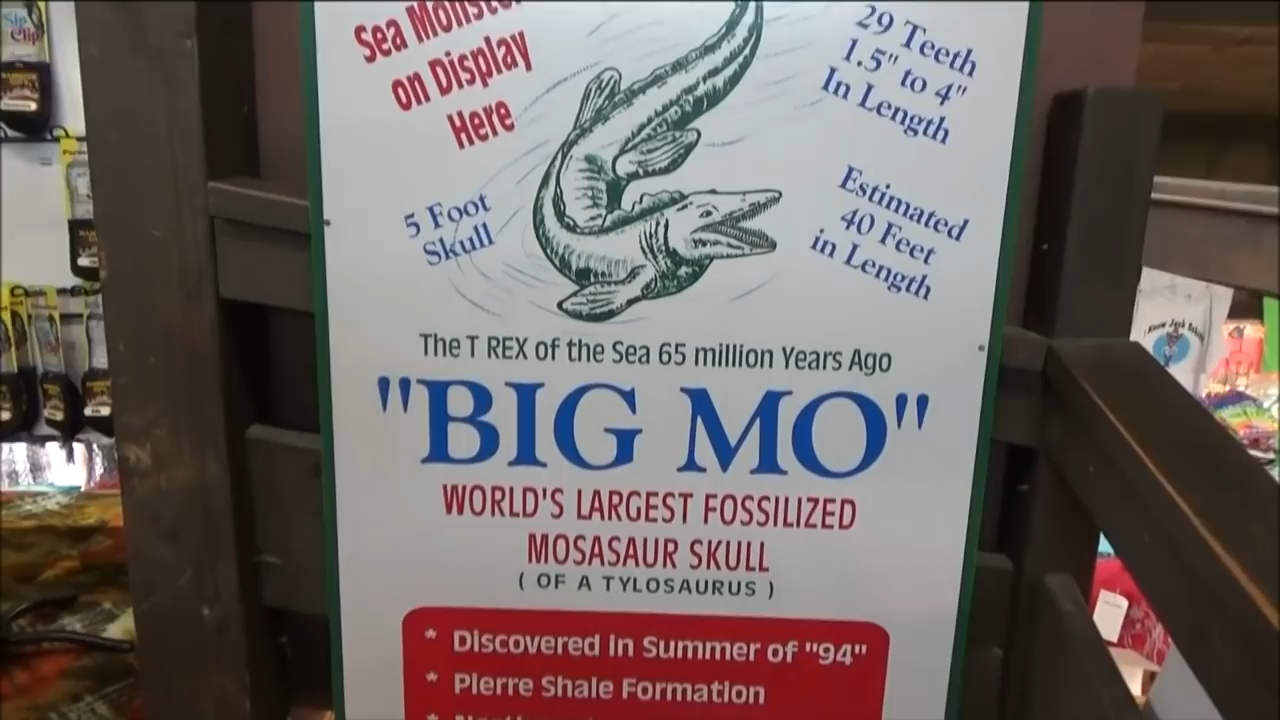 Sea Monster
on Display
Here
29 Teeth
1.5" to 4"
In Length
5 Foot
Skull
Estimated
40 Feet
in Length
The T REX of the Sea 65 million Years Ago
"BIG MO"
WORLD'S LARGEST FOSSILIZED
MOSASAUR SKULL
( OF A TYLOSAURUS )
* Discovered in Summer of "94"
* Pierre Shale Formation